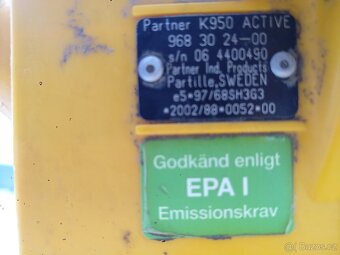 Partner K950 ACTIVE
968 30 24-00
s/n 06 4400490
Partner Ind. Products
Partille, SWEDEN
e5*97/68SH3G3
*2002/88*0052*00
Godkänd enligt
EPA I
Emissionskrav